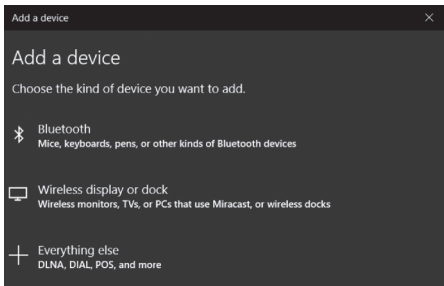 Add a device
Add a device
Choose the kind of device you want to add.
Bluetooth
Mice, keyboards, pens, or other kinds of Bluetooth devices
Wireless display or dock
Wireless monitors, TVs, or PCs that use Miracast, or wireless docks
Everything else
DLNA, DIAL, POS, and more